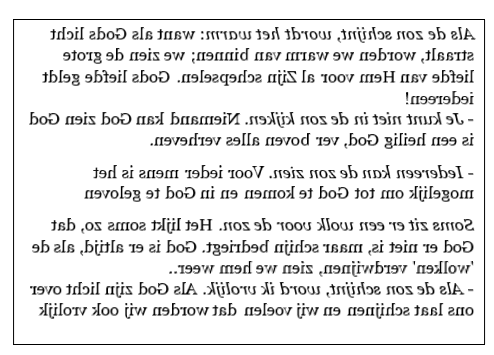 Als de zon schijnt, wordt het warm: want als Gods licht
straalt, worden we warm van binnen; we zien de grote
liefde van Hem voor al Zijn schepselen. Gods liefde geldt
iedereen!
- Je kunt niet in de zon kijken. Niemand kan God zien God
is een heilig God, ver boven alles verheven.
- Iedereen kan de zon zien. Voor ieder mens is het
mogelijk om tot God te komen en in God te geloven
Soms zit er een wolk voor de zon. Het lijkt soms zo, dat
God er niet is, maar schijn bedriegt. God is er altijd, als de
'wolken' verdwijnen, zien we hem weer..
- Als de zon schijnt, word ik vrolijk. Als God zijn licht over
ons laat schijnen en wij voelen dat worden wij ook vrolijk